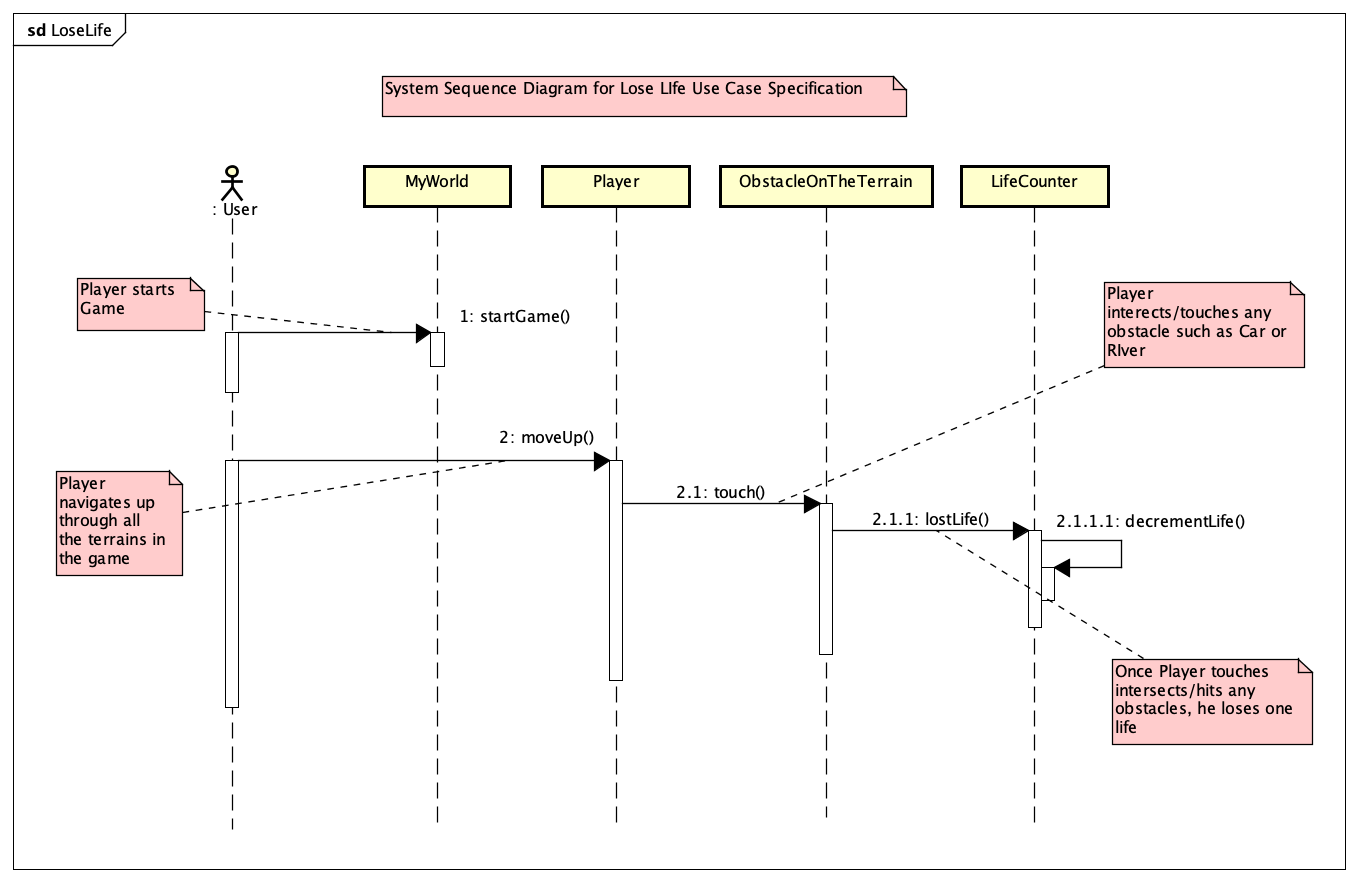 sd LoseLife
System Sequence Diagram for Lose LIfe Use Case Specification
: User
MyWorld
Player
ObstacleOnTheTerrain
LifeCounter
Player starts
Game
1: startGame()
Player
interects/touches any
obstacle such as Car or
RIver
2: moveUp()
Player
navigates up
through all
the terrains in
the game
2.1: touch()
2.1.1: lostLife()
2.1.1.1: decrementLife()
Once Player touches
intersects/hits any
obstacles, he loses one
life